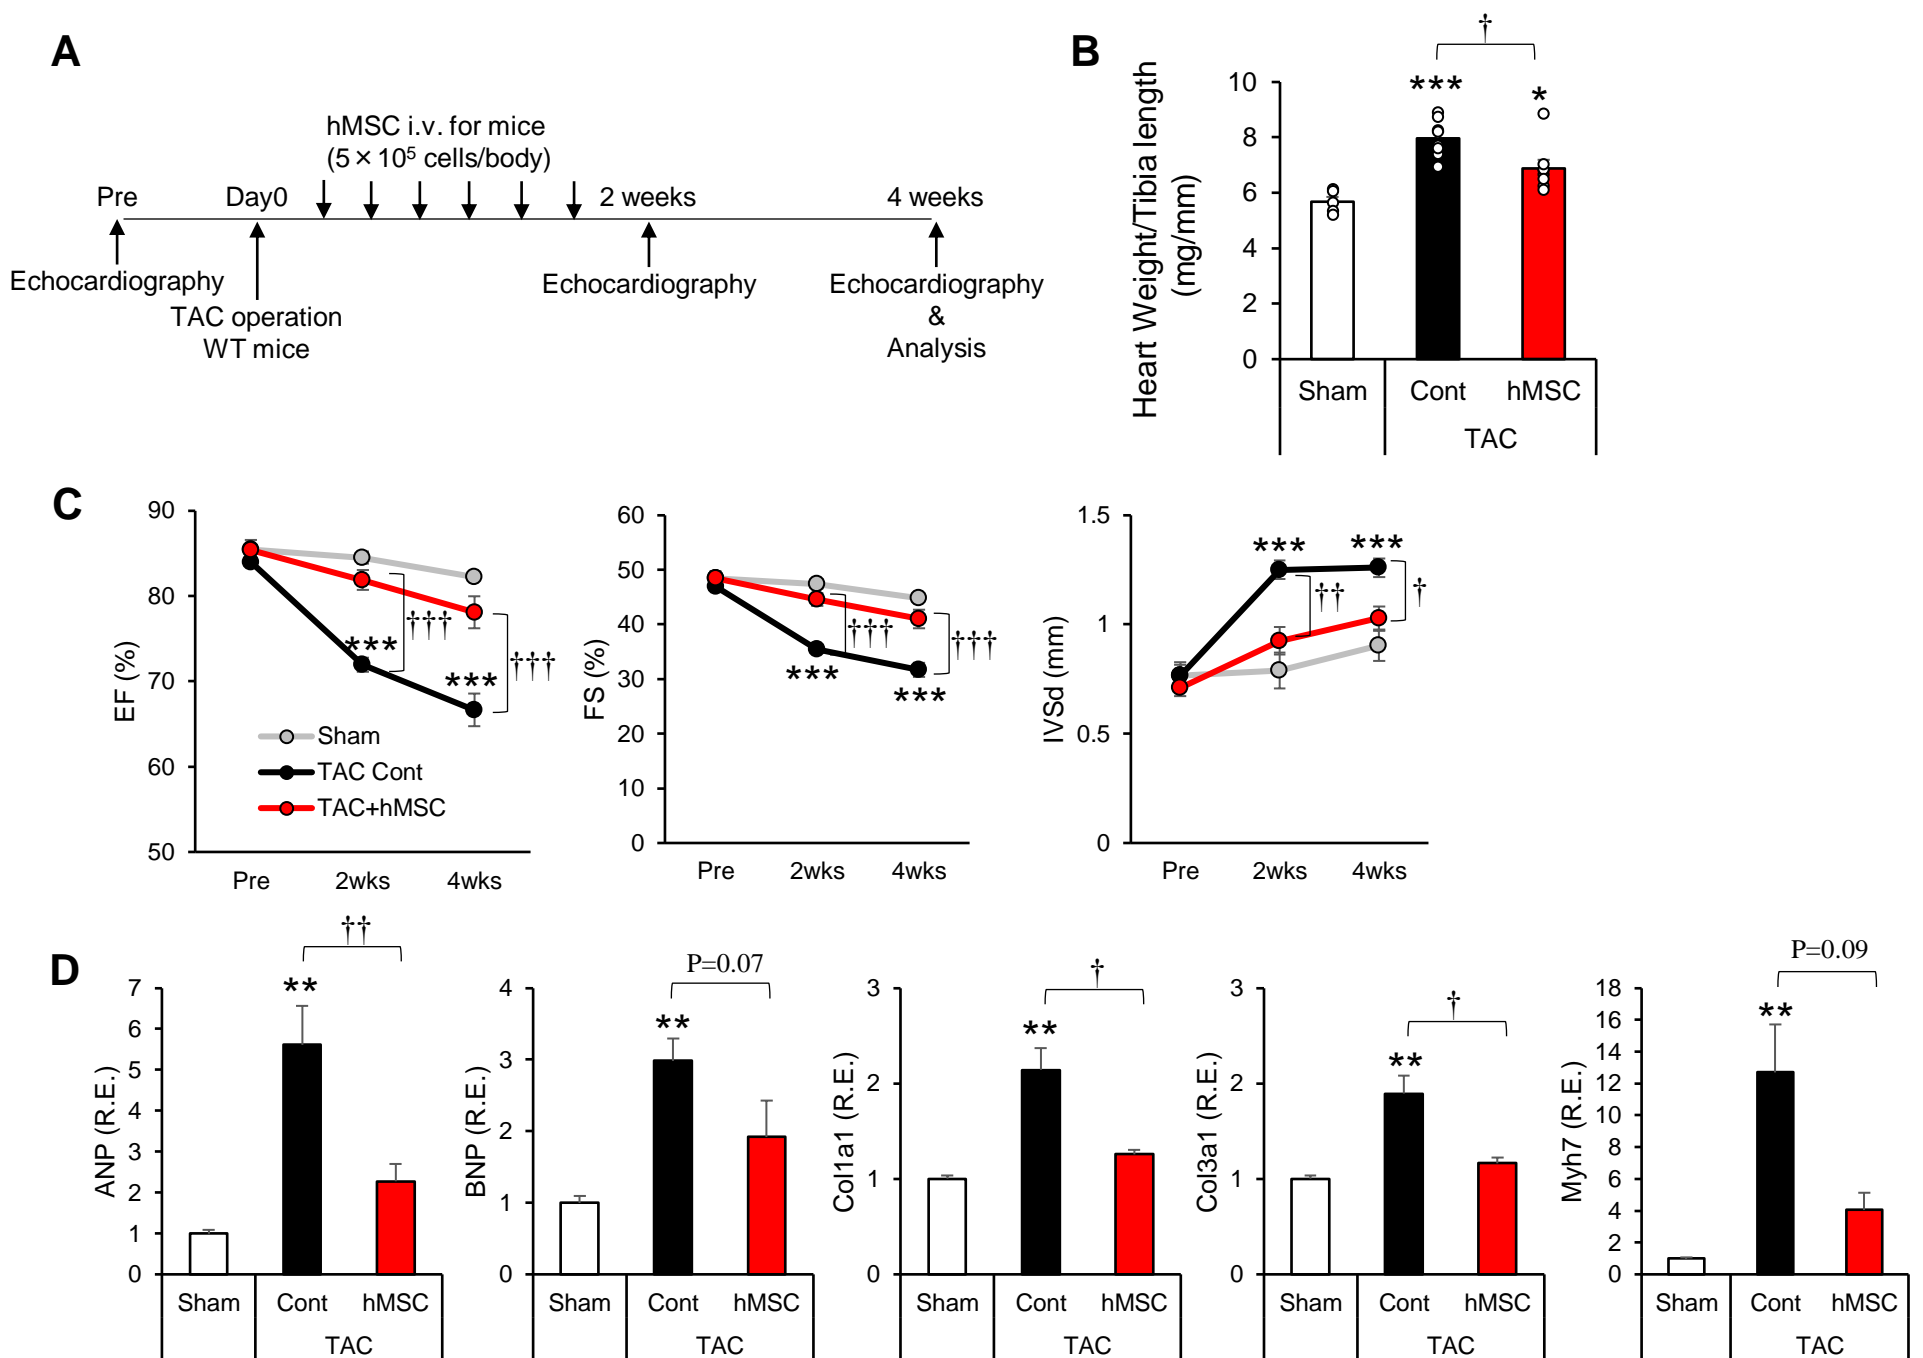 A
hMSC i.v. for mice
(5×10⁵ cells/body)
Pre
Day0
2 weeks
4 weeks
Echocardiography
TAC operation
WT mice
Echocardiography
Echocardiography
&
Analysis
B
Heart Weight/Tibia length
(mg/mm)
10
8
6
4
2
0
†
***
*
Sham
Cont
hMSC
TAC
C
EF (%)
90
80
70
60
50
***
†††
***
†††
Sham
TAC Cont
TAC+hMSC
Pre
2wks
4wks
FS (%)
60
50
40
30
20
10
0
†††
***
†††
***
Pre
2wks
4wks
IVSd (mm)
1.5
1
0.5
0
***
***
††
†
Pre
2wks
4wks
D
ANP (R.E.)
7
6
5
4
3
2
1
0
††
**
Sham
Cont
hMSC
TAC
BNP (R.E.)
4
3
2
1
0
P=0.07
**
Sham
Cont
hMSC
TAC
Col1a1 (R.E.)
3
2
1
0
†
**
Sham
Cont
hMSC
TAC
Col3a1 (R.E.)
3
2
1
0
†
**
Sham
Cont
hMSC
TAC
Myh7 (R.E.)
18
16
14
12
10
8
6
4
2
0
P=0.09
**
Sham
Cont
hMSC
TAC